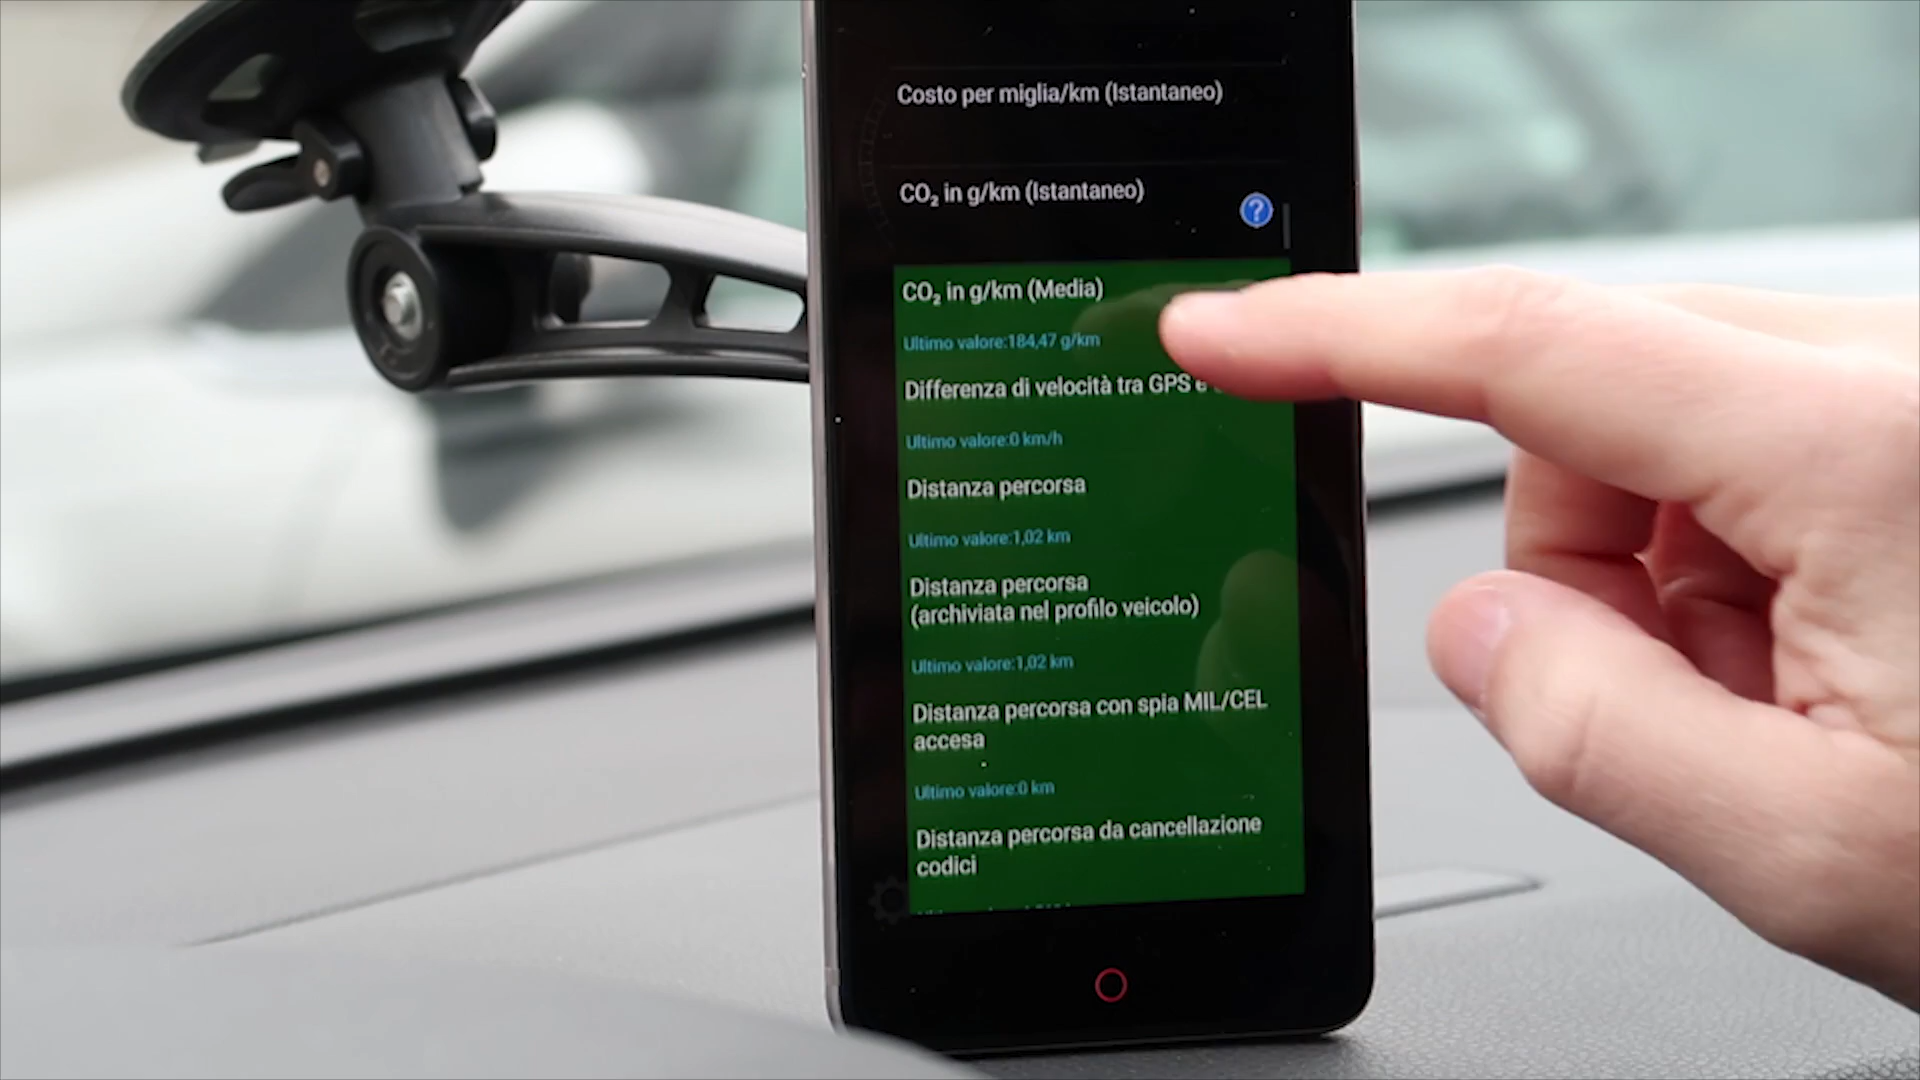 Costo per miglia/km (Istantaneo)
CO₂ in g/km (Istantaneo)
?
CO₂ in g/km (Media)
Ultimo valore:184,47 g/km
Differenza di velocità tra GPS e
Ultimo valore:0 km/h
Distanza percorsa
Ultimo valore:1,02 km
Distanza percorsa
(archiviata nel profilo veicolo)
Ultimo valore:1,02 km
Distanza percorsa con spia MIL/CEL
accesa
Ultimo valore:0 km
Distanza percorsa da cancellazione
codici